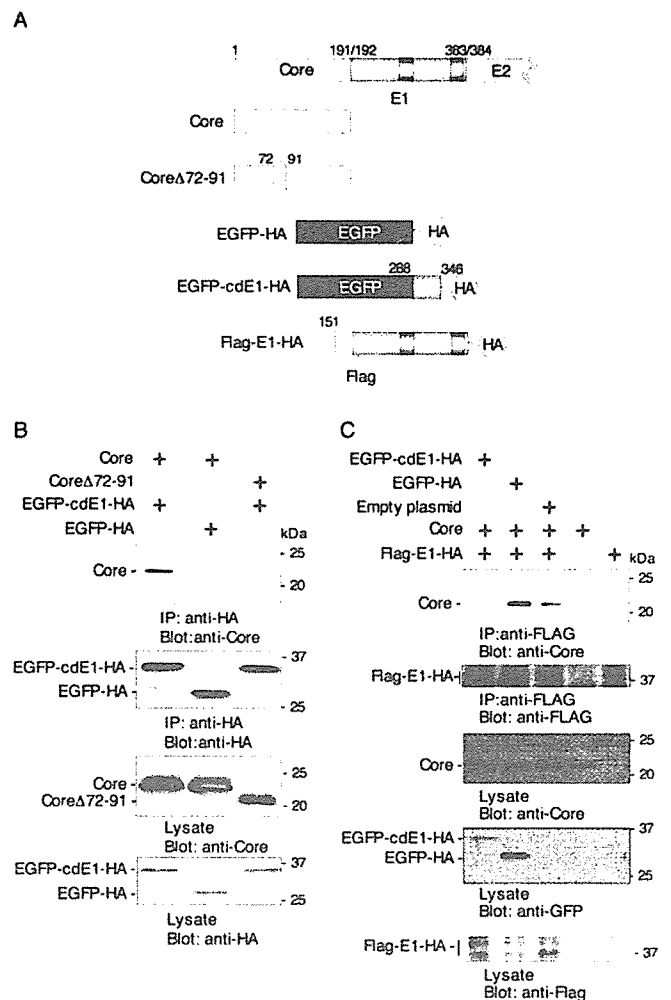 A
1 191/192 383/384
Core E2
E1
Core
72 91
CoreΔ72-91
EGFP-HA EGFP HA
268 346
EGFP-cdE1-HA EGFP HA
151
Flag-E1-HA HA
Flag
B
Core + +
CoreΔ72-91 +
EGFP-cdE1-HA + +
EGFP-HA +
kDa
25
Core
20
IP: anti-HA
Blot:anti-Core
37
EGFP-cdE1-HA
EGFP-HA
25
IP: anti-HA
Blot:anti-HA
25
Core
CoreΔ72-91
20
Lysate
Blot: anti-Core
37
EGFP-cdE1-HA
EGFP-HA
25
Lysate
Blot: anti-HA
C
EGFP-cdE1-HA +
EGFP-HA +
Empty plasmid +
Core + + + +
Flag-E1-HA + + + +
kDa
25
Core
20
IP:anti-FLAG
Blot: anti-Core
Flag-E1-HA
37
IP:anti-FLAG
Blot: anti-FLAG
25
Core
20
Lysate
Blot: anti-Core
37
EGFP-cdE1-HA
EGFP-HA
25
Lysate
Blot: anti-GFP
Flag-E1-HA
37
Lysate
Blot: anti-Flag